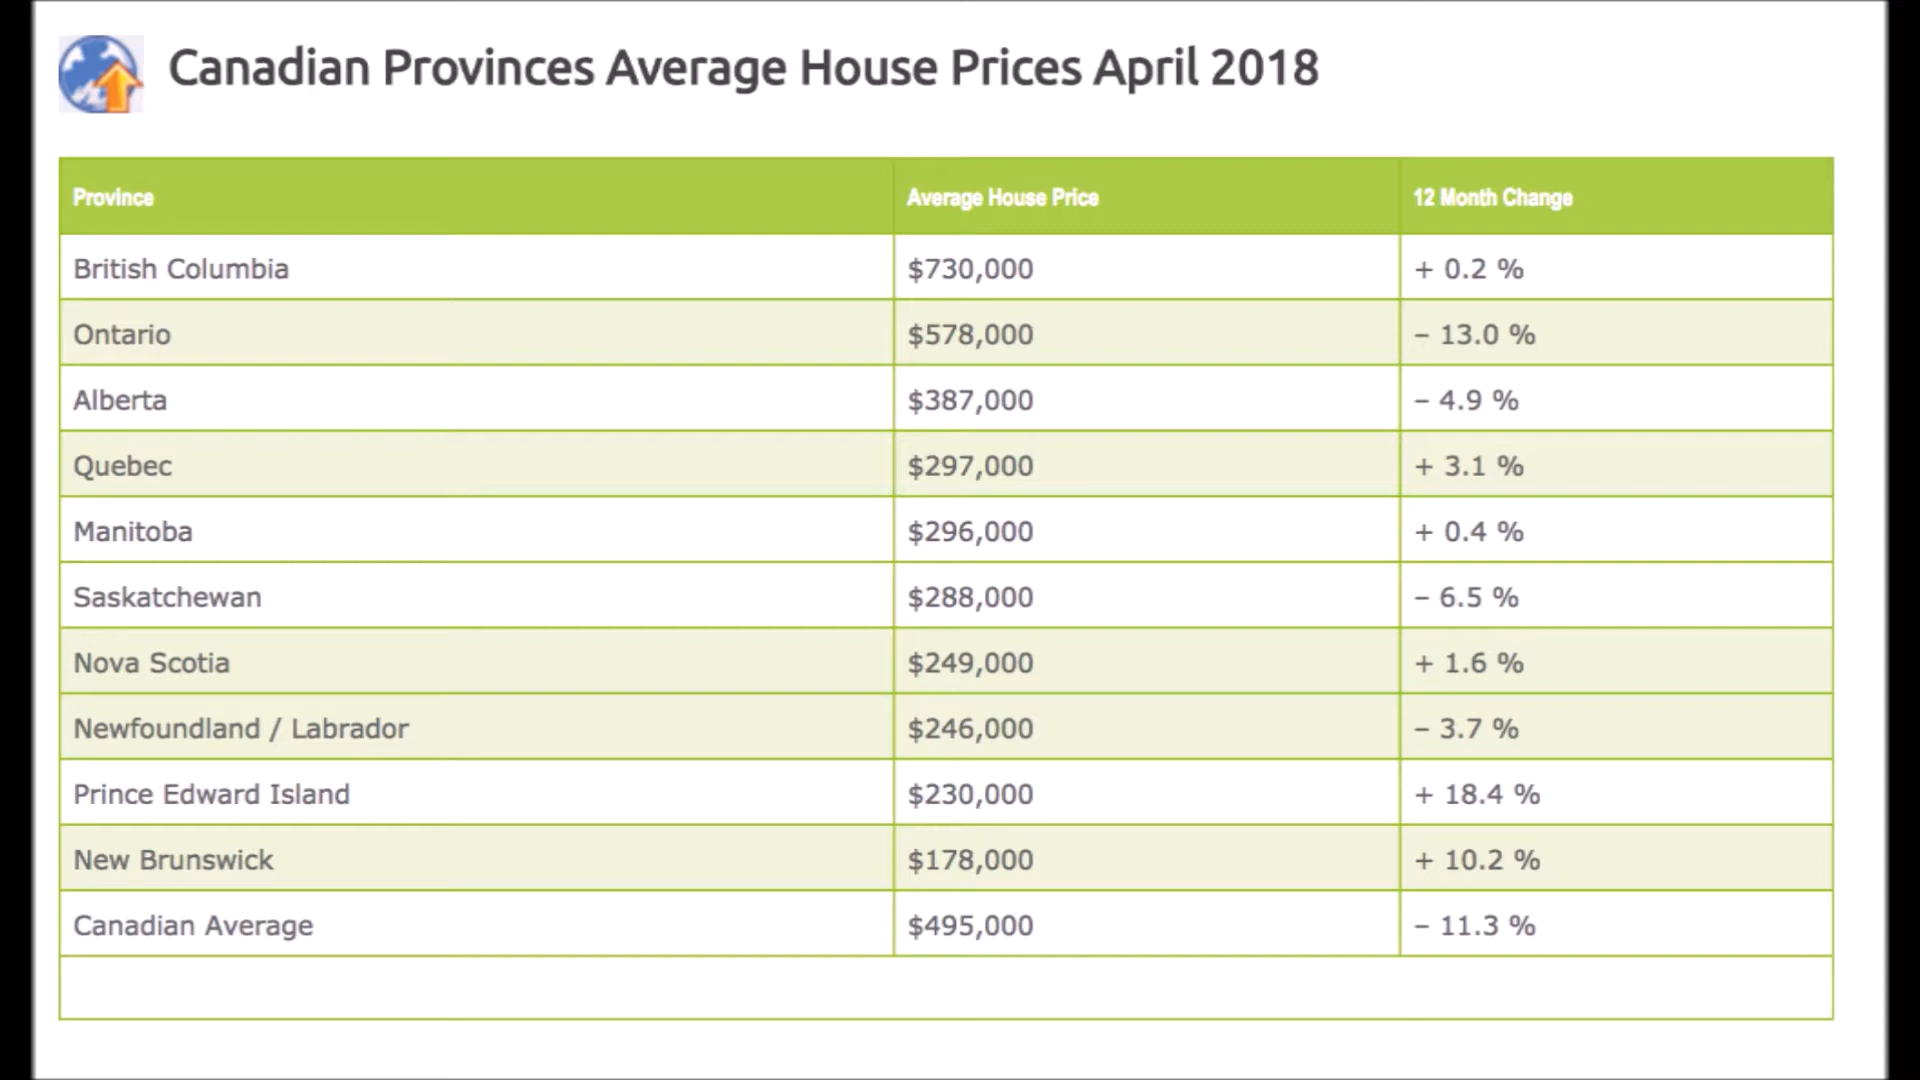 Canadian Provinces Average House Prices April 2018
Province Average House Price 12 Month Change
British Columbia $730,000 + 0.2 %
Ontario $578,000 – 13.0 %
Alberta $387,000 – 4.9 %
Quebec $297,000 + 3.1 %
Manitoba $296,000 + 0.4 %
Saskatchewan $288,000 – 6.5 %
Nova Scotia $249,000 + 1.6 %
Newfoundland / Labrador $246,000 – 3.7 %
Prince Edward Island $230,000 + 18.4 %
New Brunswick $178,000 + 10.2 %
Canadian Average $495,000 – 11.3 %